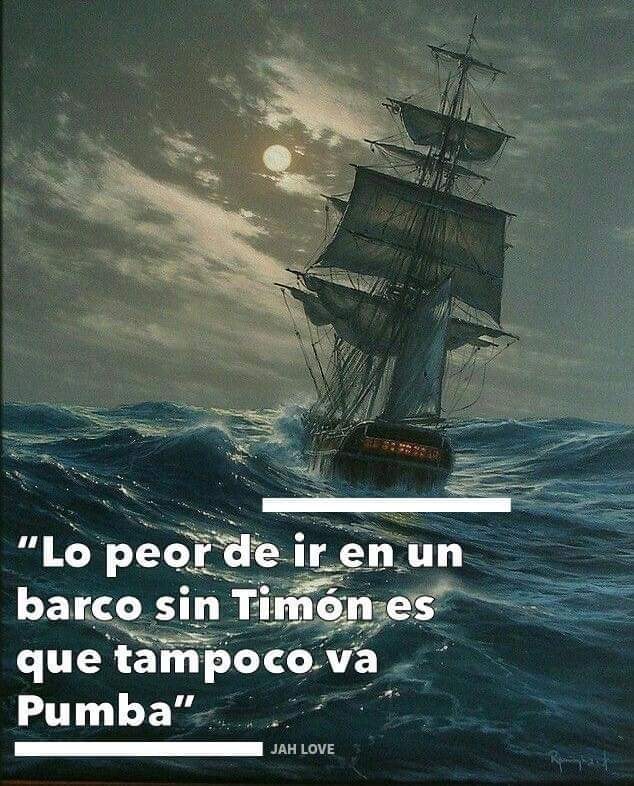 “Lo peor de ir en un
barco sin Timón es
que tampoco va
Pumba”
JAH LOVE